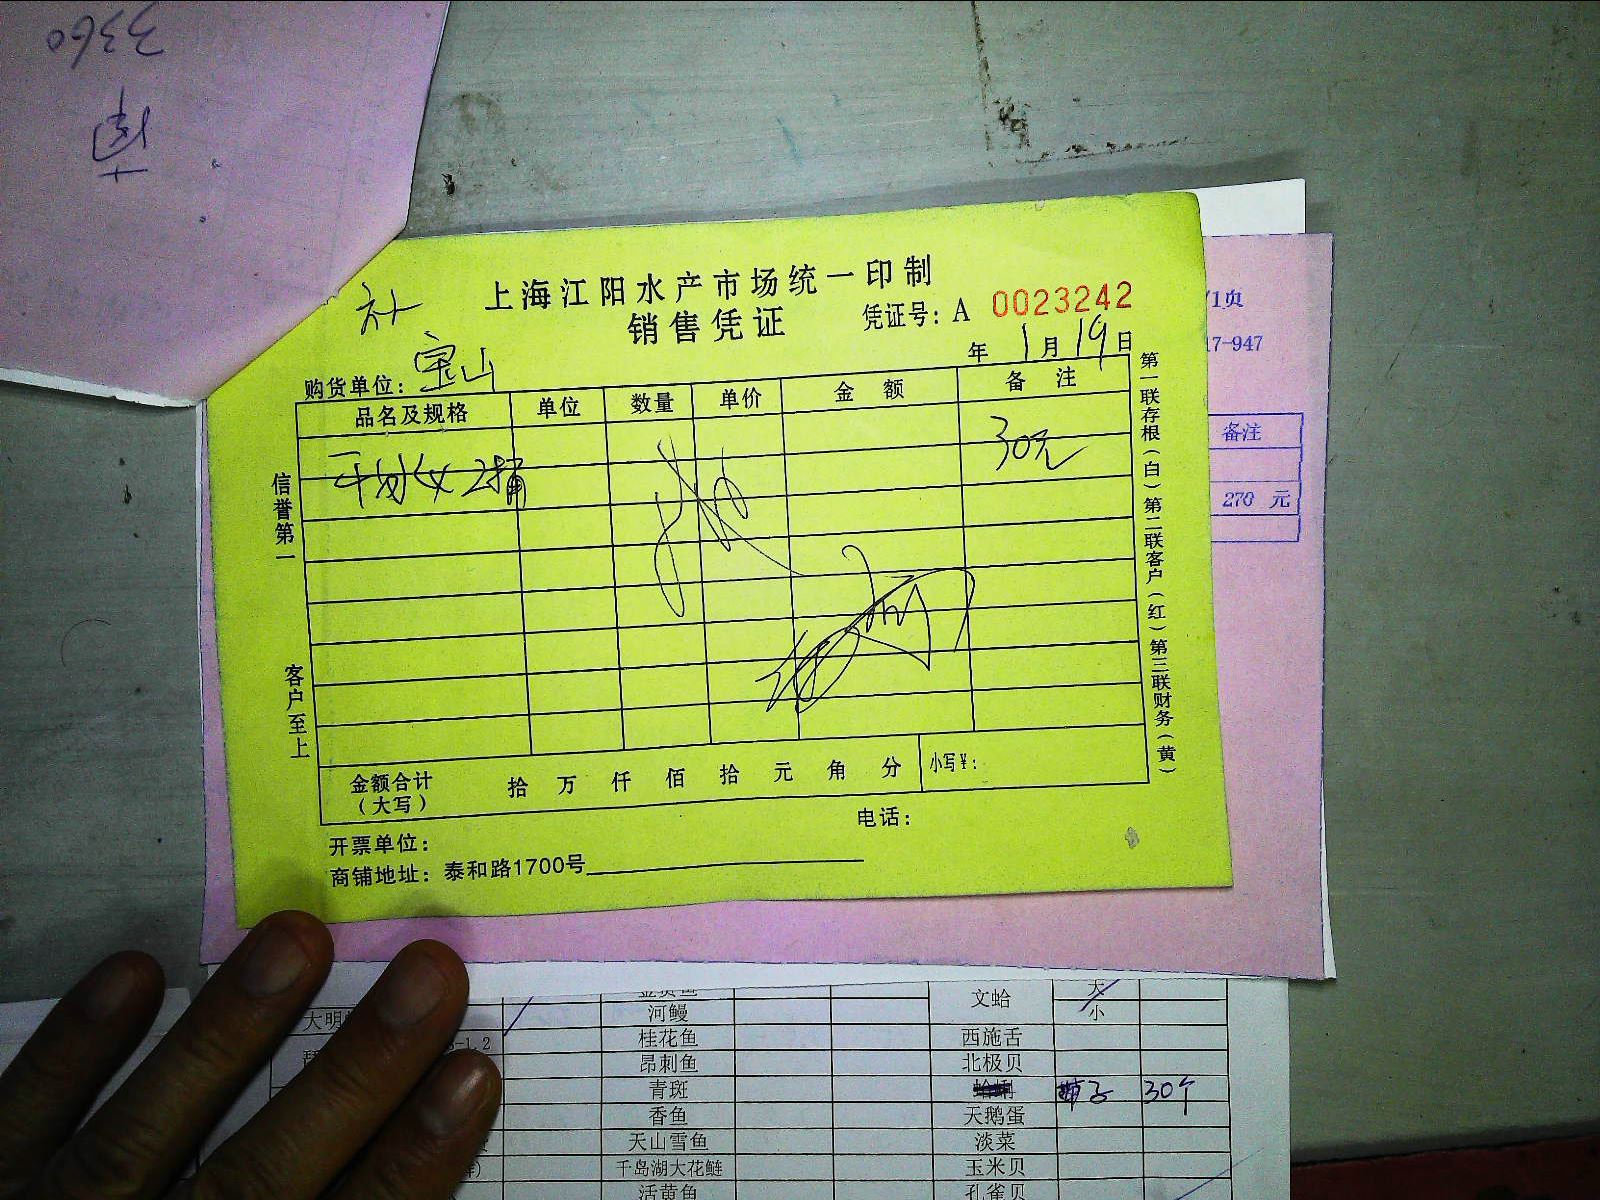 3360
补
上海江阳水产市场统一印制
销售凭证
凭证号：A 0023242
年 1月 19日
购货单位：宝山
品名及规格 单位 数量 单价 金额 备注
30元
信誉第一
客户至上
第一联存根（白）第二联客户（红）第三联财务（黄）
金额合计（大写） 拾 万 仟 佰 拾 元 角 分 小写¥：
开票单位：
电话：
商铺地址：泰和路1700号
/1页
17-947
备注
270 元
河鳗 文蛤 大
小
大明
桂花鱼 西施舌
-1.2
昂刺鱼 北极贝
青斑 30个
香鱼 天鹅蛋
天山雪鱼 淡菜
千岛湖大花鲢 玉米贝
活黄鱼 孔雀贝